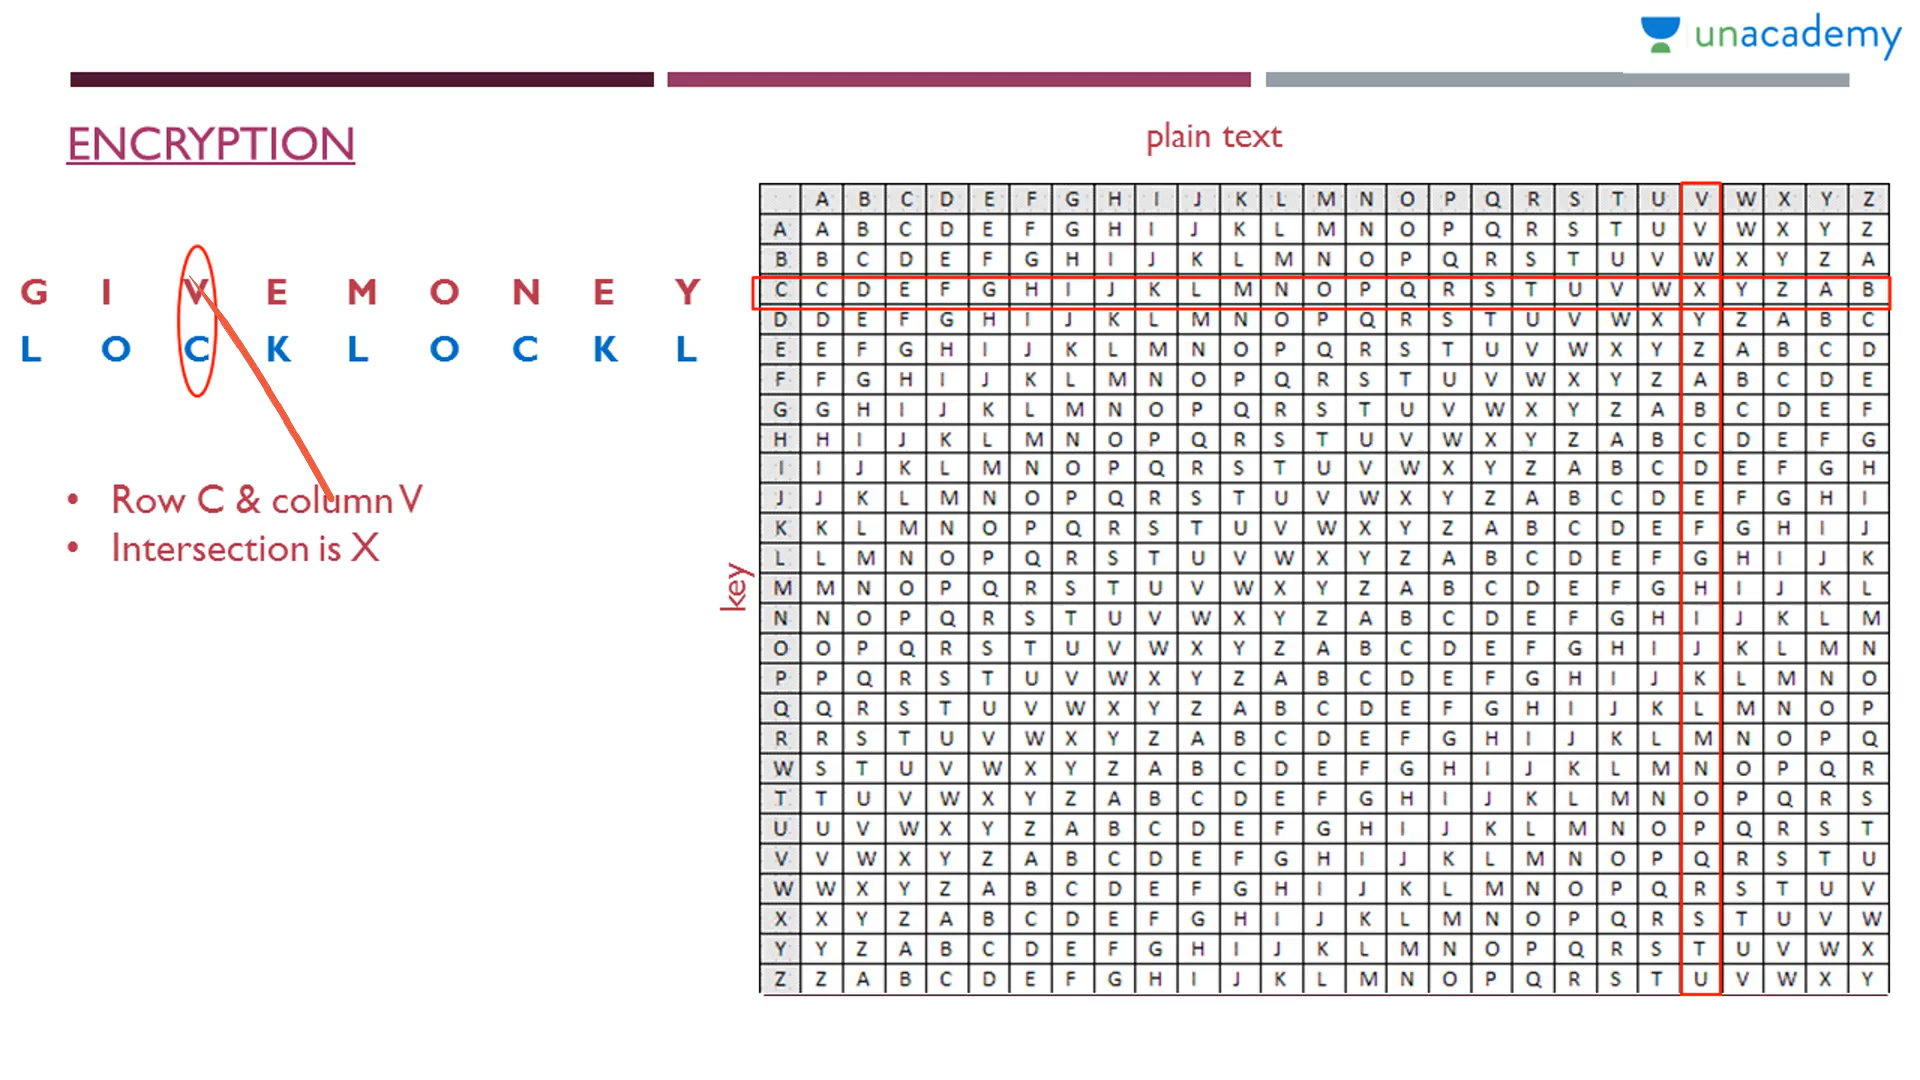 unacademy
ENCRYPTION
plain text
G I V E M O N E Y
L O C K L O C K L
• Row C & column V
• Intersection is X
key
A B C D E F G H I J K L M N O P Q R S T U V W X Y Z
A A B C D E F G H I J K L M N O P Q R S T U V W X Y Z
B B C D E F G H I J K L M N O P Q R S T U V W X Y Z A
C C D E F G H I J K L M N O P Q R S T U V W X Y Z A B
D D E F G H I J K L M N O P Q R S T U V W X Y Z A B C
E E F G H I J K L M N O P Q R S T U V W X Y Z A B C D
F F G H I J K L M N O P Q R S T U V W X Y Z A B C D E
G G H I J K L M N O P Q R S T U V W X Y Z A B C D E F
H H I J K L M N O P Q R S T U V W X Y Z A B C D E F G
I I J K L M N O P Q R S T U V W X Y Z A B C D E F G H
J J K L M N O P Q R S T U V W X Y Z A B C D E F G H I
K K L M N O P Q R S T U V W X Y Z A B C D E F G H I J
L L M N O P Q R S T U V W X Y Z A B C D E F G H I J K
M M N O P Q R S T U V W X Y Z A B C D E F G H I J K L
N N O P Q R S T U V W X Y Z A B C D E F G H I J K L M
O O P Q R S T U V W X Y Z A B C D E F G H I J K L M N
P P Q R S T U V W X Y Z A B C D E F G H I J K L M N O
Q Q R S T U V W X Y Z A B C D E F G H I J K L M N O P
R R S T U V W X Y Z A B C D E F G H I J K L M N O P Q
W S T U V W X Y Z A B C D E F G H I J K L M N O P Q R
T T U V W X Y Z A B C D E F G H I J K L M N O P Q R S
U U V W X Y Z A B C D E F G H I J K L M N O P Q R S T
V V W X Y Z A B C D E F G H I J K L M N O P Q R S T U
W W X Y Z A B C D E F G H I J K L M N O P Q R S T U V
X X Y Z A B C D E F G H I J K L M N O P Q R S T U V W
Y Y Z A B C D E F G H I J K L M N O P Q R S T U V W X
Z Z A B C D E F G H I J K L M N O P Q R S T U V W X Y